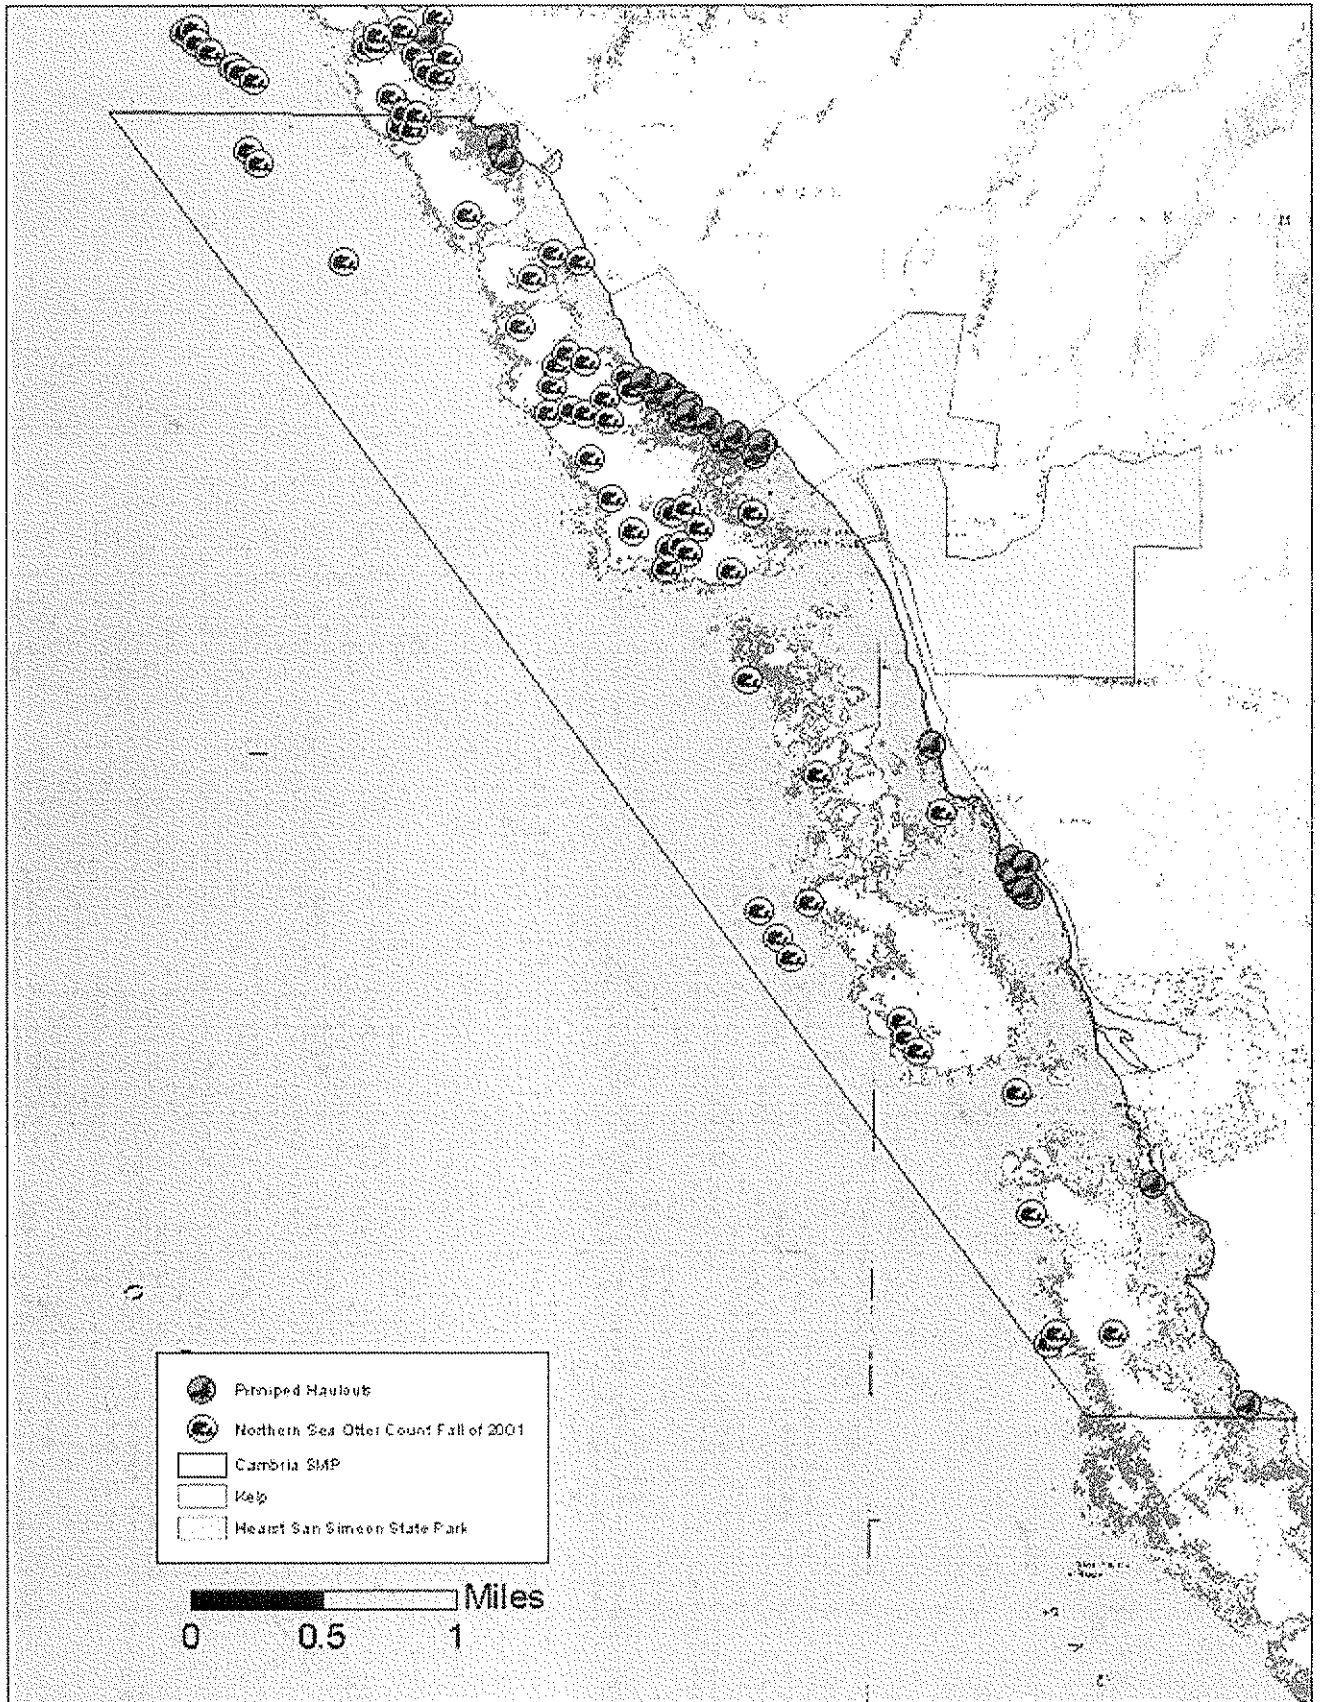 Pinniped Haulouts
Northern Sea Otter Count Fall of 2001
Cambria SMP
Kelp
Hearst San Simeon State Park
Miles
0 0.5 1